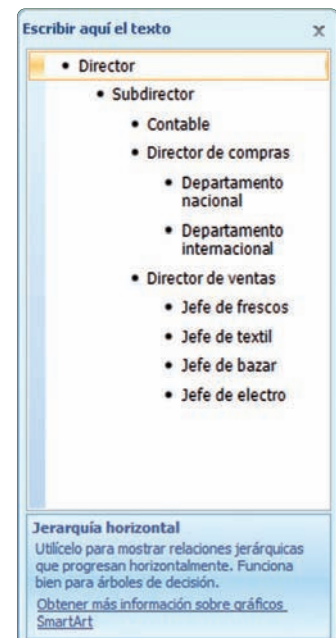 Escribir aquí el texto x
• Director
• Subdirector
• Contable
• Director de compras
• Departamento
nacional
• Departamento
internacional
• Director de ventas
• Jefe de frescos
• Jefe de textil
• Jefe de bazar
• Jefe de electro
Jerarquía horizontal
Utilícelo para mostrar relaciones jerárquicas
que progresan horizontalmente. Funciona
bien para árboles de decisión.
Obtener más información sobre gráficos
SmartArt